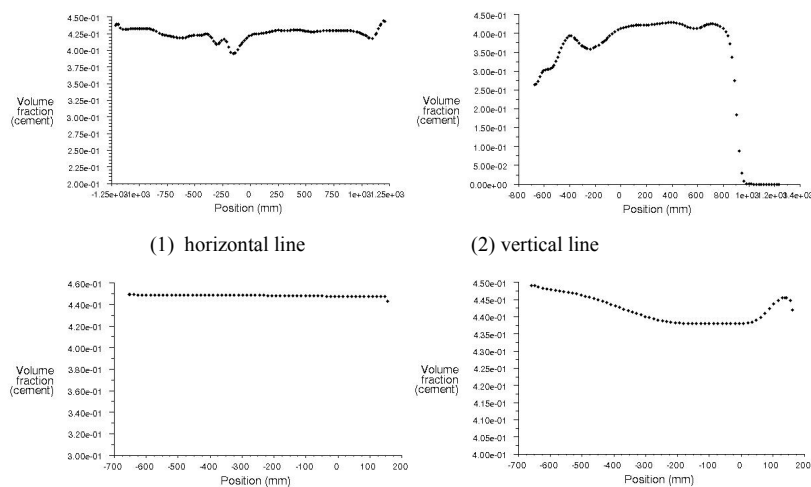 4.50e-01
4.25e-01
4.00e-01
3.75e-01
3.50e-01
3.25e-01
3.00e-01
2.75e-01
2.50e-01
2.25e-01
2.00e-01
Volume
fraction
(cement)
-750 -500 -250 0 250 500 750
Position (mm)
4.50e-01
4.00e-01
3.50e-01
3.00e-01
2.50e-01
2.00e-01
1.50e-01
1.00e-01
5.00e-02
0.00e+00
Volume
fraction
(cement)
-800 -600 -400 -200 0 200 400 600 800
Position (mm)
(1) horizontal line
(2) vertical line
4.60e-01
4.40e-01
4.20e-01
4.00e-01
3.80e-01
3.60e-01
3.40e-01
3.20e-01
3.00e-01
Volume
fraction
(cement)
-700 -600 -500 -400 -300 -200 -100 0 100 200
Position (mm)
4.50e-01
4.45e-01
4.40e-01
4.35e-01
4.30e-01
4.25e-01
4.20e-01
4.15e-01
4.10e-01
4.05e-01
4.00e-01
Volume
fraction
(cement)
-700 -600 -500 -400 -300 -200 -100 0 100 200
Position (mm)